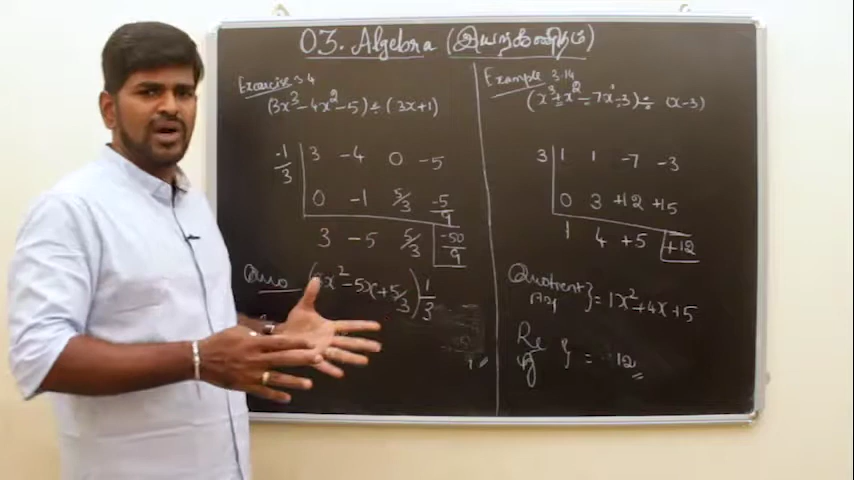 03. Algebra (இயற்கணிதம்)
Exercise 3.4
(3x³-4x²-5) ÷ (3x+1)
-1/3 | 3 -4 0 -5
0 -1 5/3 -5/9
3 -5 5/3 -50/9
Quo (3x²-5x+5/3) 1/3
Example 3.14
(x³+x²-7x-3) ÷ (x-3)
3 | 1 1 -7 -3
0 3 +12 +15
1 4 +5 +12
Quotient } = 1x²+4x+5
Re } = 12